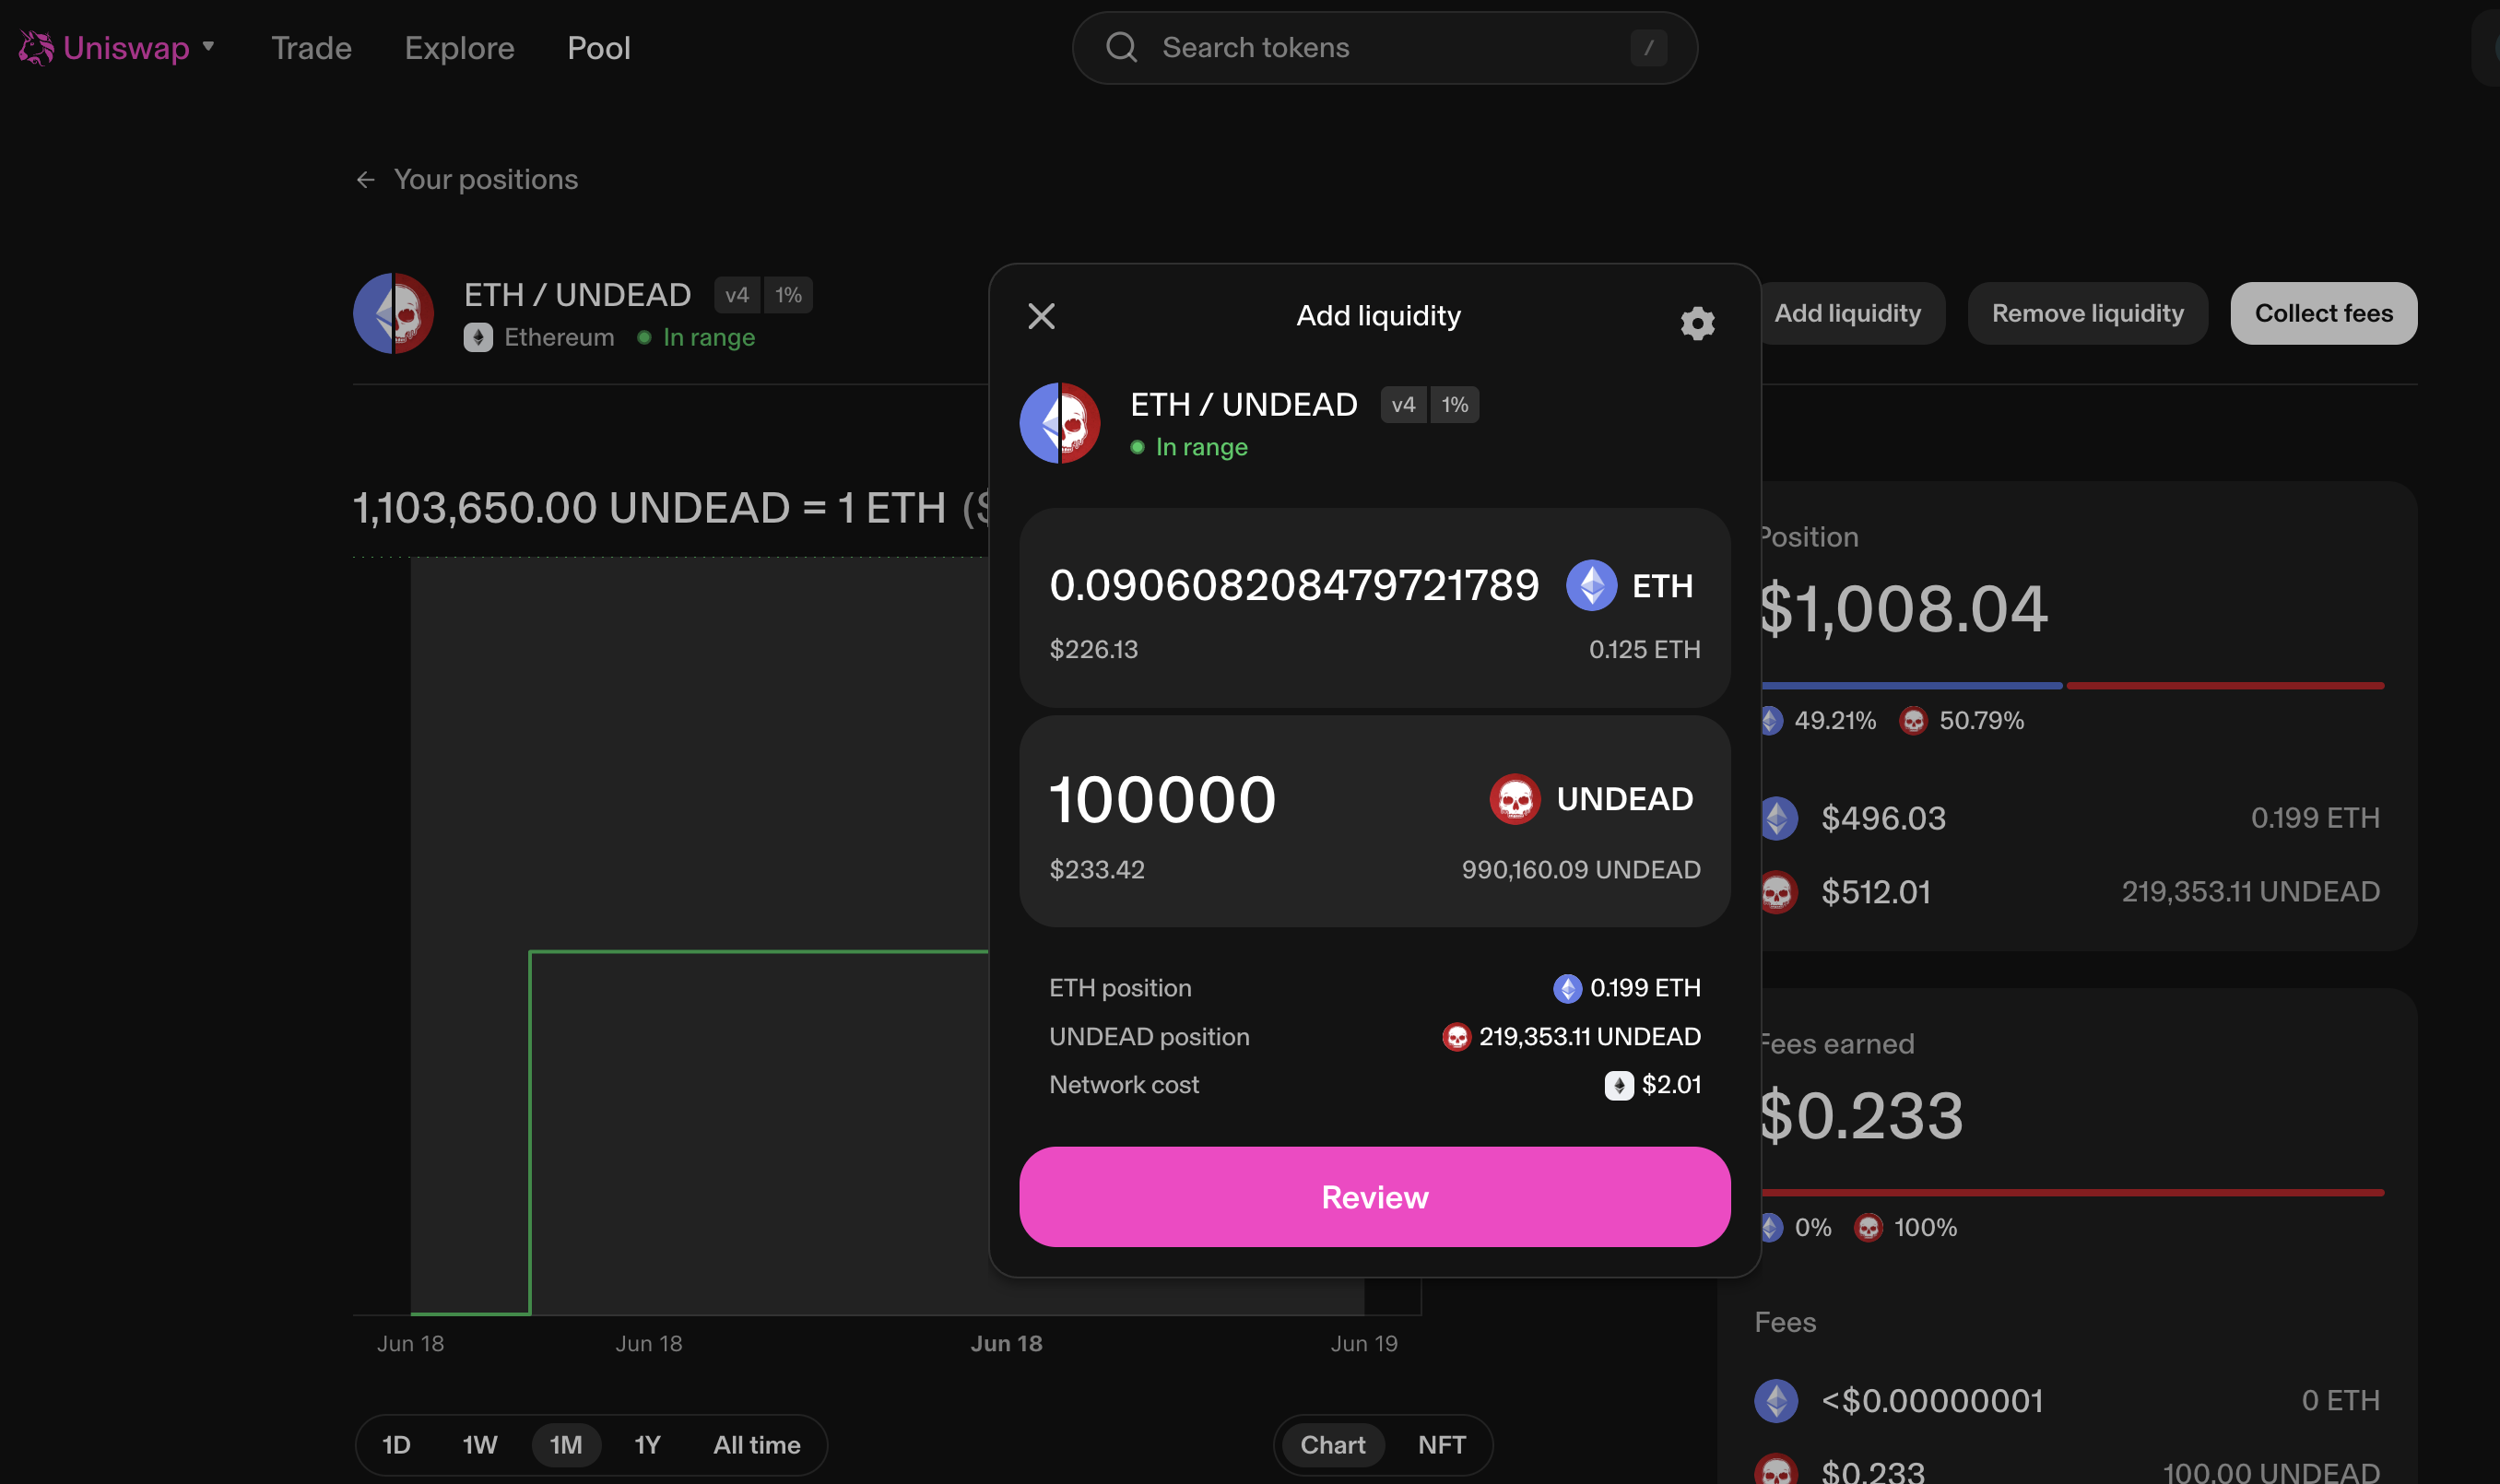 Uniswap Trade Explore Pool Search tokens /
Your positions
ETH / UNDEAD v4 1%
Ethereum In range
Add liquidity Remove liquidity Collect fees
1,103,650.00 UNDEAD = 1 ETH ($
Jun 18 Jun 18 Jun 18 Jun 19
1D 1W 1M 1Y All time Chart NFT
Add liquidity
ETH / UNDEAD v4 1%
In range
0.0906082084797217​89 ETH
$226.13 0.125 ETH
100000 UNDEAD
$233.42 990,160.09 UNDEAD
ETH position 0.199 ETH
UNDEAD position 219,353.11 UNDEAD
Network cost $2.01
Review
Position
$1,008.04
49.21% 50.79%
$496.03 0.199 ETH
$512.01 219,353.11 UNDEAD
Fees earned
$0.233
0% 100%
Fees
<$0.00000001 0 ETH
$0.233 100.00 UNDEAD